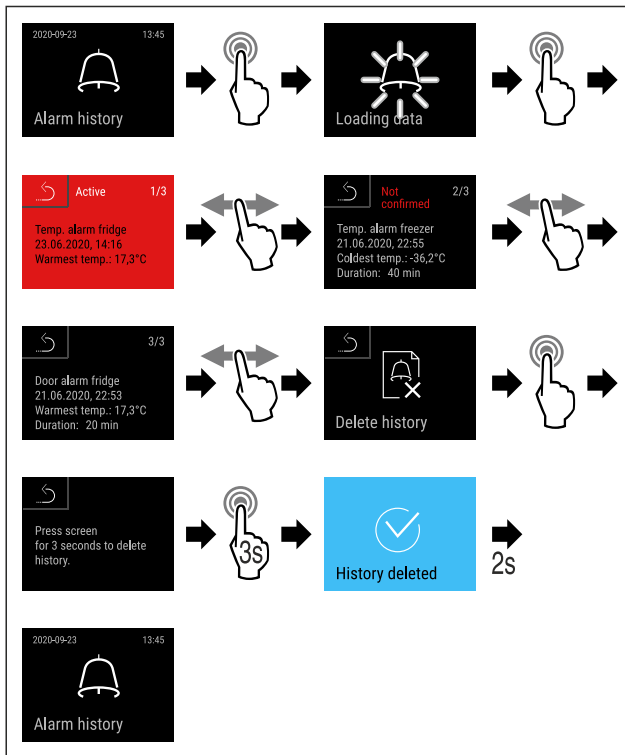 2020-09-23 13:45
Alarm history
Loading data
Active 1/3
Temp. alarm fridge
23.06.2020, 14:16
Warmest temp.: 17,3°C
Not
confirmed
2/3
Temp. alarm freezer
21.06.2020, 22:55
Coldest temp.: -36,2°C
Duration: 40 min
3/3
Door alarm fridge
21.06.2020, 22:53
Warmest temp.: 17,3°C
Duration: 20 min
Delete history
Press screen
for 3 seconds to delete
history.
3s
History deleted
2s
2020-09-23 13:45
Alarm history